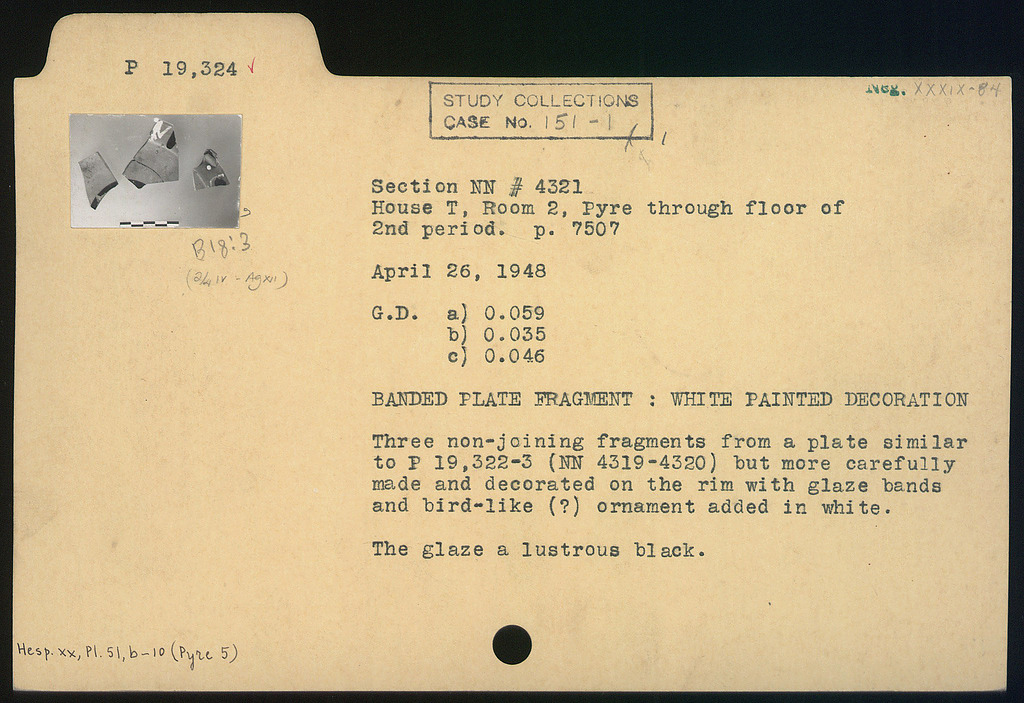 P 19,324 ✓
Neg. XXXIX-84
STUDY COLLECTIONS
CASE No. 151-1
Section NN # 4321
House T, Room 2, Pyre through floor of
2nd period. p. 7507
B18:3
April 26, 1948
G.D. a) 0.059
b) 0.035
c) 0.046
BANDED PLATE FRAGMENT : WHITE PAINTED DECORATION
Three non-joining fragments from a plate similar
to P 19,322-3 (NN 4319-4320) but more carefully
made and decorated on the rim with glaze bands
and bird-like (?) ornament added in white.
The glaze a lustrous black.
Hesp. xx, Pl. 51, b-10 (Pyre 5)